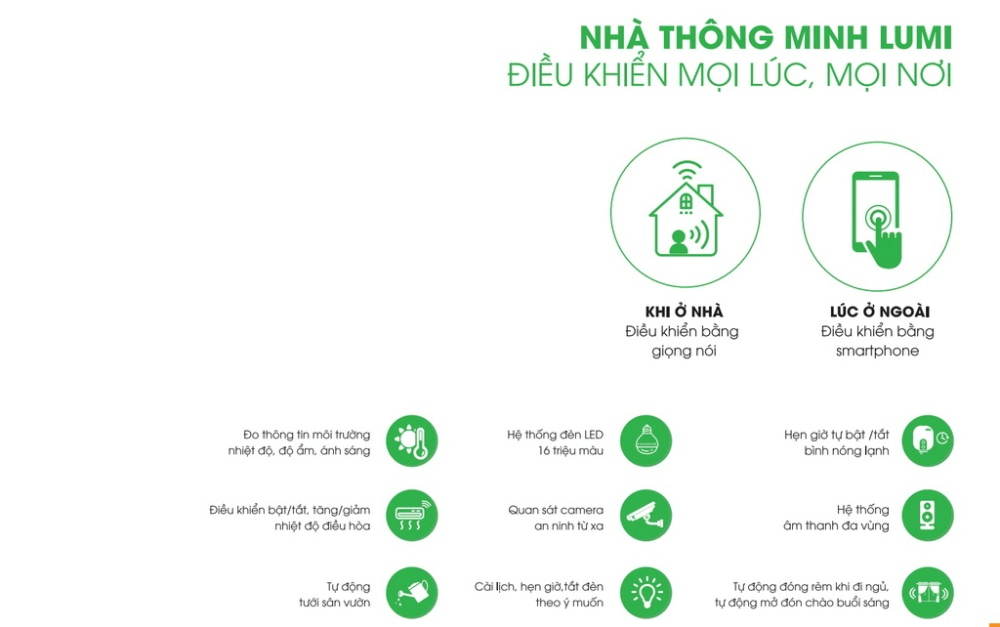 NHÀ THÔNG MINH LUMI
ĐIỀU KHIỂN MỌI LÚC, MỌI NƠI
KHI Ở NHÀ
Điều khiển bằng
giọng nói
LÚC Ở NGOÀI
Điều khiển bằng
smartphone
Đo thông tin môi trường
nhiệt độ, độ ẩm, ánh sáng
Hệ thống đèn LED
16 triệu màu
Hẹn giờ tự bật /tắt
bình nóng lạnh
Điều khiển bật/tắt, tăng/giảm
nhiệt độ điều hòa
Quan sát camera
an ninh từ xa
Hệ thống
âm thanh đa vùng
Tự động
tưới sân vườn
Cài lịch, hẹn giờ,tắt đèn
theo ý muốn
Tự động đóng rèm khi đi ngủ,
tự động mở đón chào buổi sáng